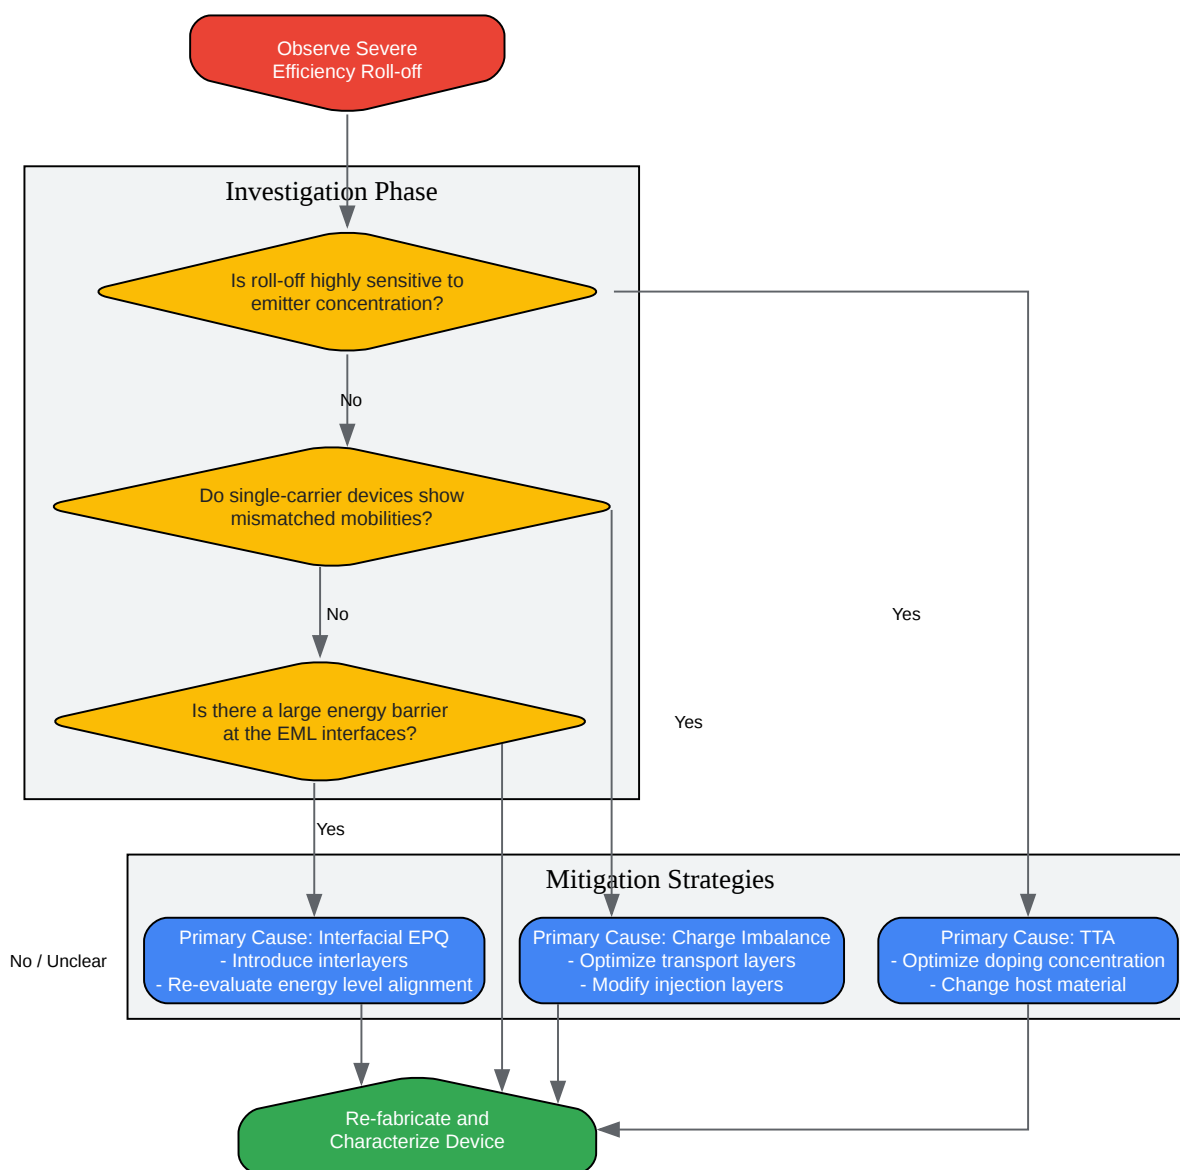 Observe Severe
Efficiency Roll-off
Investigation Phase
Is roll-off highly sensitive to
emitter concentration?
No
Do single-carrier devices show
mismatched mobilities?
No
Yes
Is there a large energy barrier
at the EML interfaces?
Yes
Yes
Mitigation Strategies
Primary Cause: Interfacial EPQ
- Introduce interlayers
- Re-evaluate energy level alignment
Primary Cause: Charge Imbalance
- Optimize transport layers
- Modify injection layers
Primary Cause: TTA
- Optimize doping concentration
- Change host material
No / Unclear
Re-fabricate and
Characterize Device